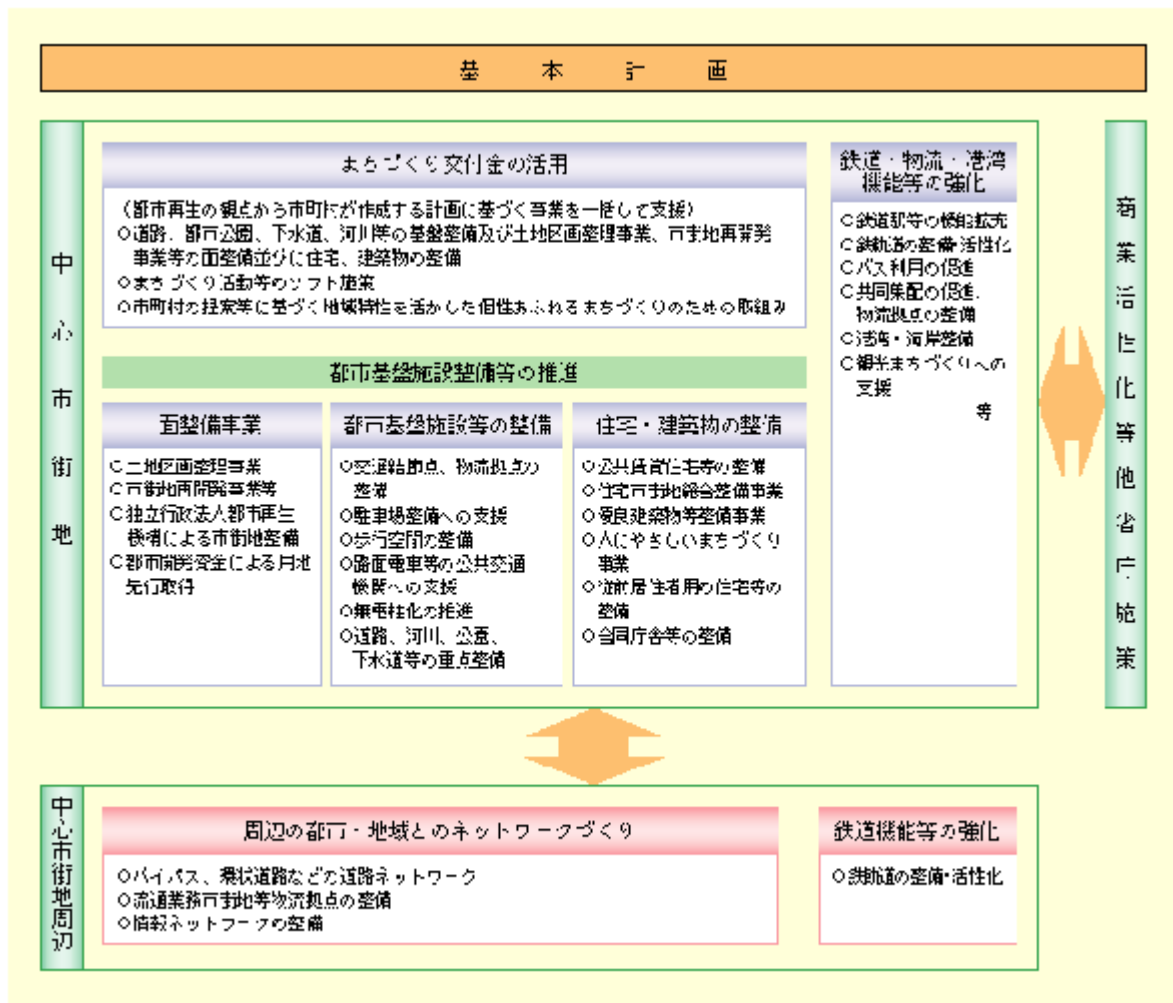 基本計画
中心市街地
まちづくり交付金の活用
（都市再生の観点から市町村が作成する計画に基づく事業を一括して支援）
○道路、都市公園、下水道、河川等の基盤整備及び土地区画整理事業、市街地再開発
事業等の面整備並びに住宅、建築物の整備
○まちづくり活動等のソフト施策
○市町村の提案等に基づく地域特性を活かした個性あふれるまちづくりのための取組み
都市基盤施設整備等の推進
面整備事業
○土地区画整理事業
○市街地再開発事業等
○独立行政法人都市再生
機構による市街地整備
○都市開発資金による用地
先行取得
都市基盤施設等の整備
○交通結節点、物流拠点の
整備
○駐車場整備への支援
○歩行空間の整備
○路面電車等の公共交通
機関への支援
○無電柱化の推進
○道路、河川、公園、
下水道等の重点整備
住宅・建築物の整備
○公共賃貸住宅等の整備
○住宅市街地総合整備事業
○優良建築物等整備事業
○人にやさしいまちづくり
事業
○従前居住者用の住宅等の
整備
○合同庁舎等の整備
鉄道・物流・港湾
機能等の強化
○鉄道駅等の機能拡充
○鉄軌道の整備・活性化
○バス利用の促進
○共同集配の促進、
物流拠点の整備
○港湾・海岸整備
○観光まちづくりへの
支援
等
商業活性化等他省庁施策
中心市街地周辺
周辺の都市・地域とのネットワークづくり
○バイパス、環状道路などの道路ネットワーク
○流通業務市街地等物流拠点の整備
○情報ネットワークの整備
鉄道機能等の強化
○鉄軌道の整備・活性化